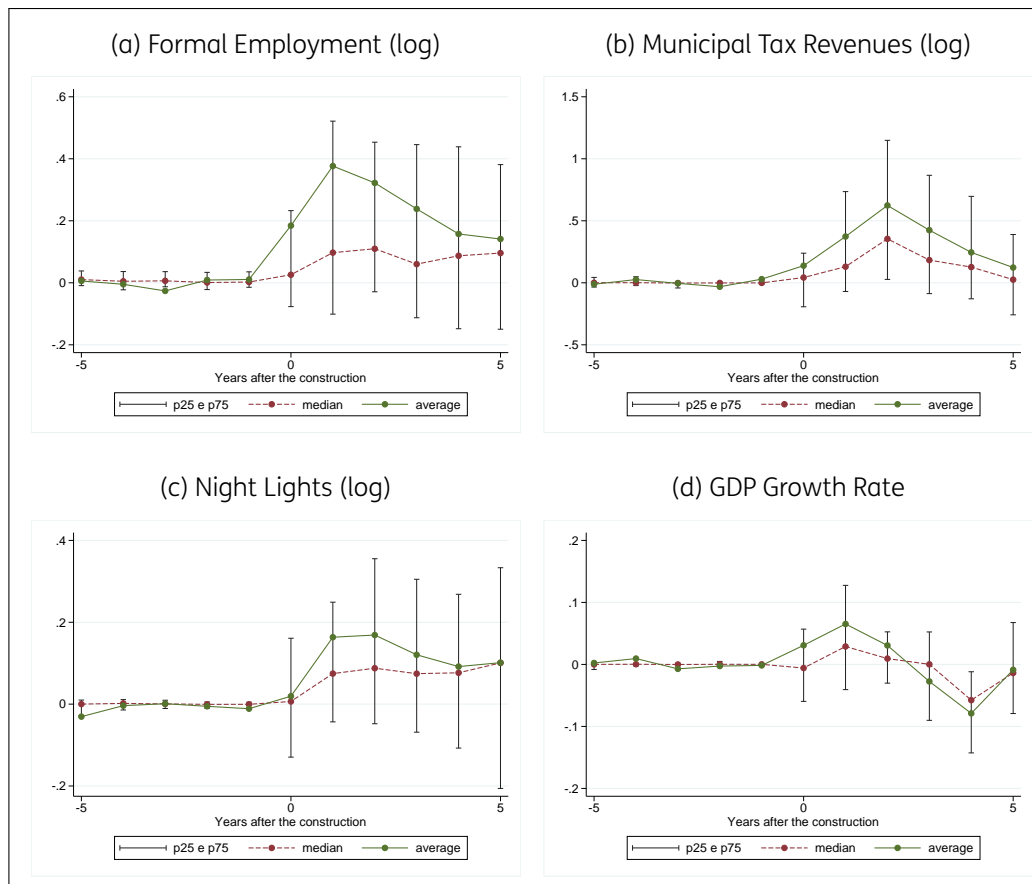 (a) Formal Employment (log)
(b) Municipal Tax Revenues (log)
.6
.4
.2
0
-.2
-5
0
5
Years after the construction
p25 e p75
median
average
1.5
1
.5
0
-.5
-5
0
5
Years after the construction
p25 e p75
median
average
(c) Night Lights (log)
(d) GDP Growth Rate
.4
.2
0
-.2
-5
0
5
Years after the construction
p25 e p75
median
average
.2
.1
0
-.1
-.2
-5
0
5
Years after the construction
p25 e p75
median
average